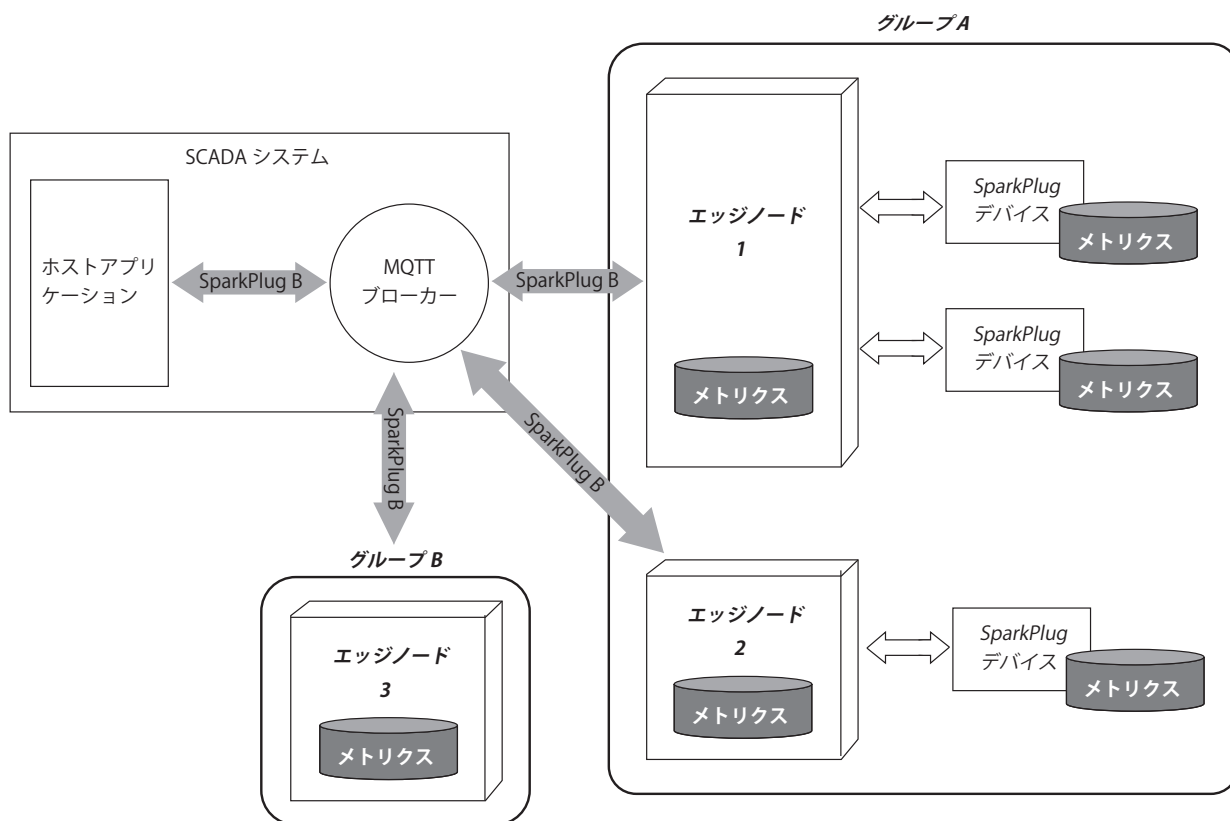 グループ A
SCADA システム
ホストアプリ
ケーション
SparkPlug B
MQTT
ブローカー
SparkPlug B
エッジノード
1
メトリクス
SparkPlug
デバイス
メトリクス
SparkPlug
デバイス
メトリクス
SparkPlug B
SparkPlug B
グループ B
エッジノード
3
メトリクス
エッジノード
2
メトリクス
SparkPlug
デバイス
メトリクス